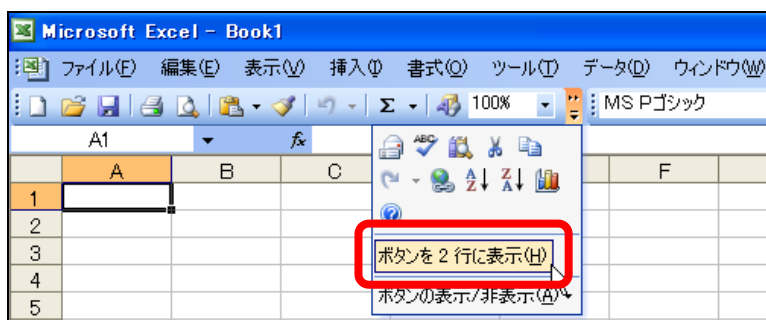 Microsoft Excel - Book1
ファイル(F) 編集(E) 表示(V) 挿入(I) 書式(O) ツール(T) データ(D) ウィンドウ(W)
Σ 100% MS Pゴシック
A1 fx
A B C F
1
2
3
4
5
ABC
A Z Z A
?
ボタンを 2 行に表示(H)
ボタンの表示/非表示(A)